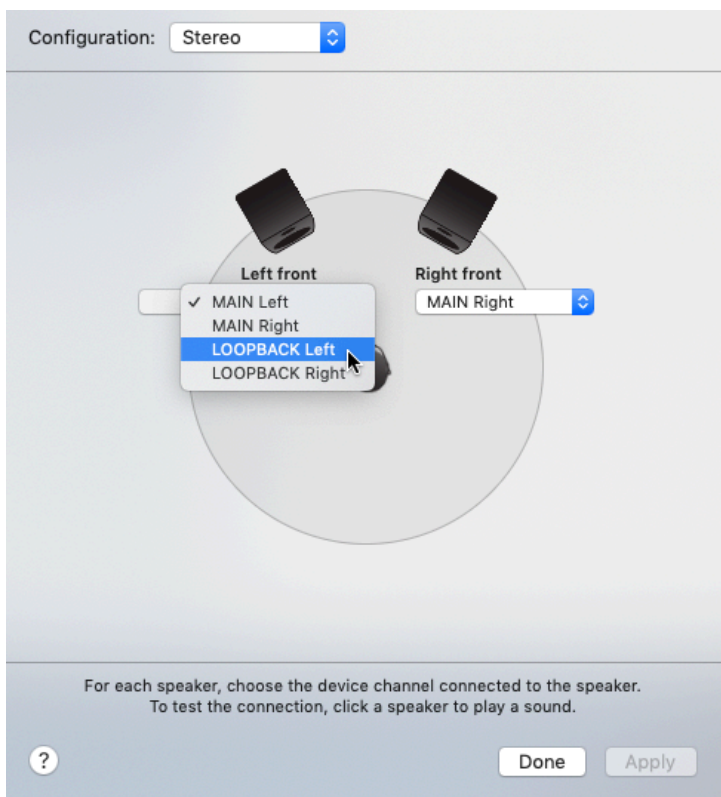 Configuration: Stereo
Left front
Right front
MAIN Left
MAIN Right
MAIN Right
LOOPBACK Left
LOOPBACK Right
For each speaker, choose the device channel connected to the speaker.
To test the connection, click a speaker to play a sound.
?
Done
Apply